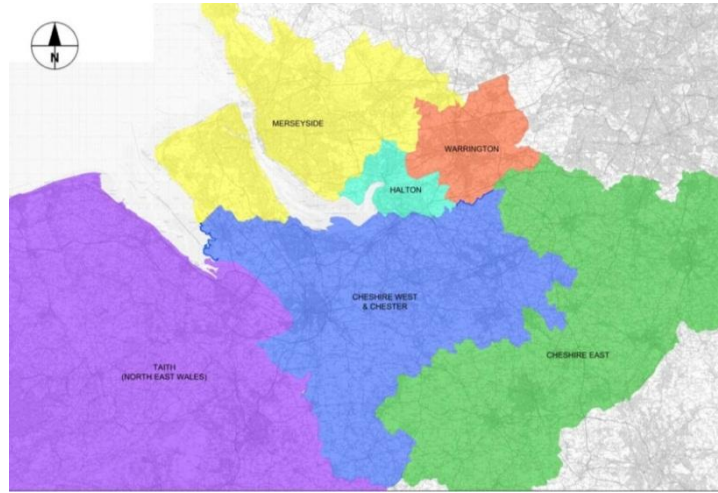 N
MERSEYSIDE
WARRINGTON
HALTON
CHESHIRE WEST
& CHESTER
CHESHIRE EAST
TAITH
(NORTH EAST WALES)